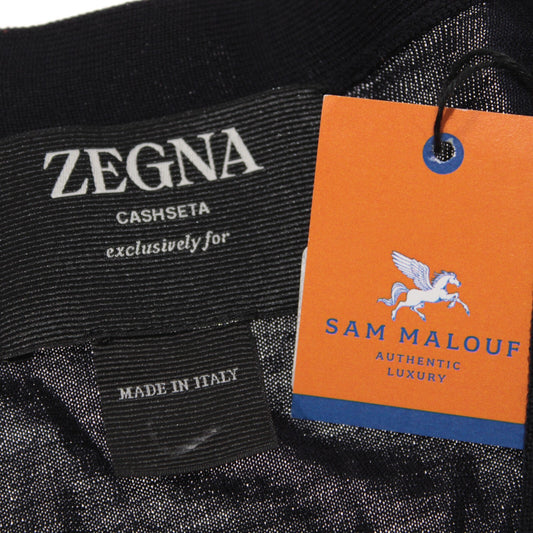 ZEGNA
CASHSETA
exclusively for
MADE IN ITALY
SAM MALOUF
AUTHENTIC
LUXURY